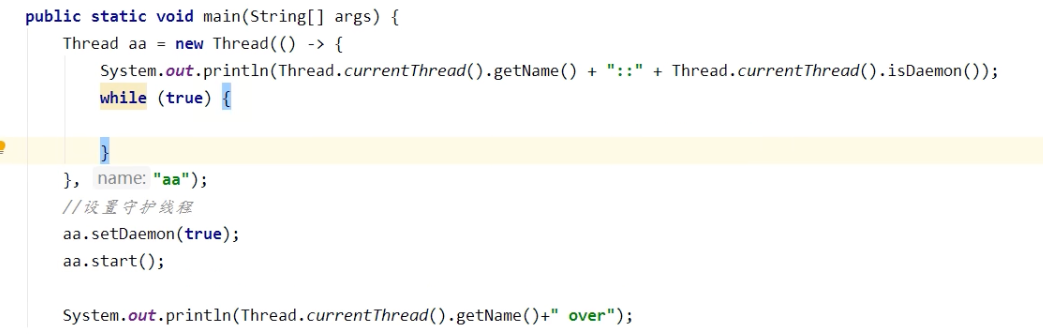 public static void main(String[] args) {
Thread aa = new Thread(() -> {
System.out.println(Thread.currentThread().getName() + "::" + Thread.currentThread().isDaemon());
while (true) {
}
}, name: "aa");
//设置守护线程
aa.setDaemon(true);
aa.start();
System.out.println(Thread.currentThread().getName()+" over");